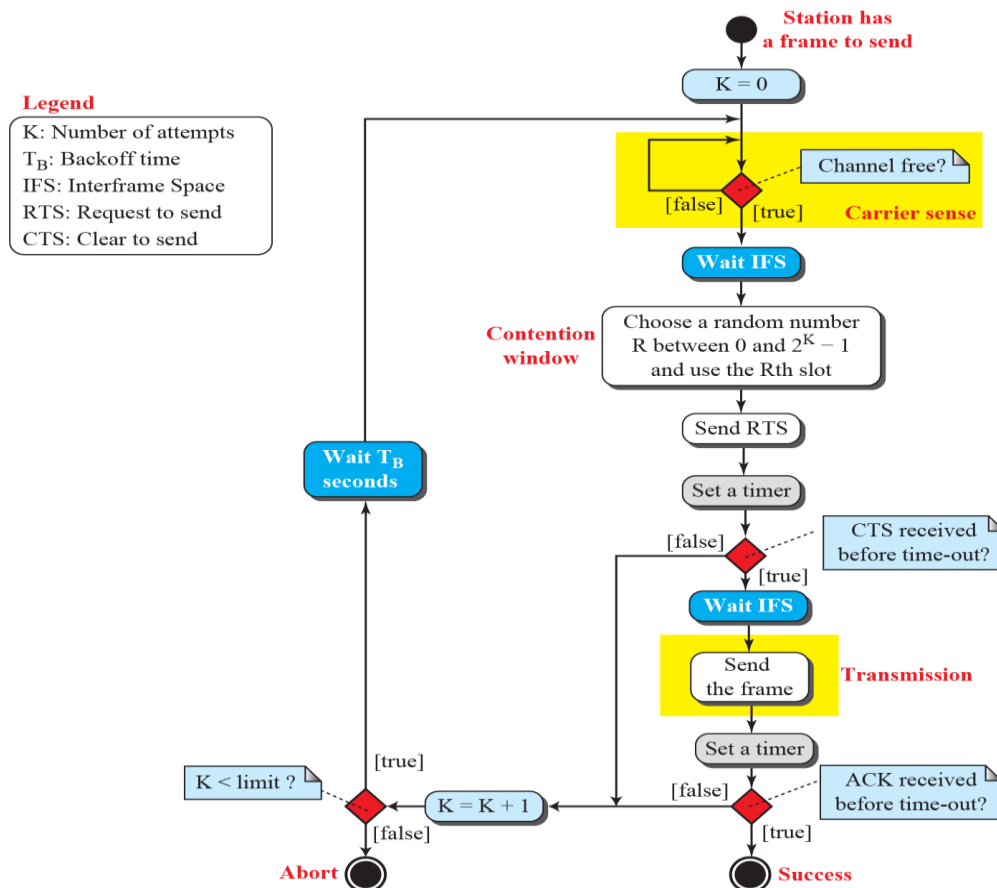 Station has
a frame to send
K = 0
Legend
K: Number of attempts
T_B: Backoff time
IFS: Interframe Space
RTS: Request to send
CTS: Clear to send
Channel free?
[false]
[true]
Carrier sense
Wait IFS
Contention
window
Choose a random number
R between 0 and 2^K − 1
and use the Rth slot
Send RTS
Wait T_B
seconds
Set a timer
[false]
CTS received
before time-out?
[true]
Wait IFS
Send
the frame
Transmission
Set a timer
[true]
K < limit ?
K = K + 1
[false]
ACK received
before time-out?
[false]
[true]
Abort
Success